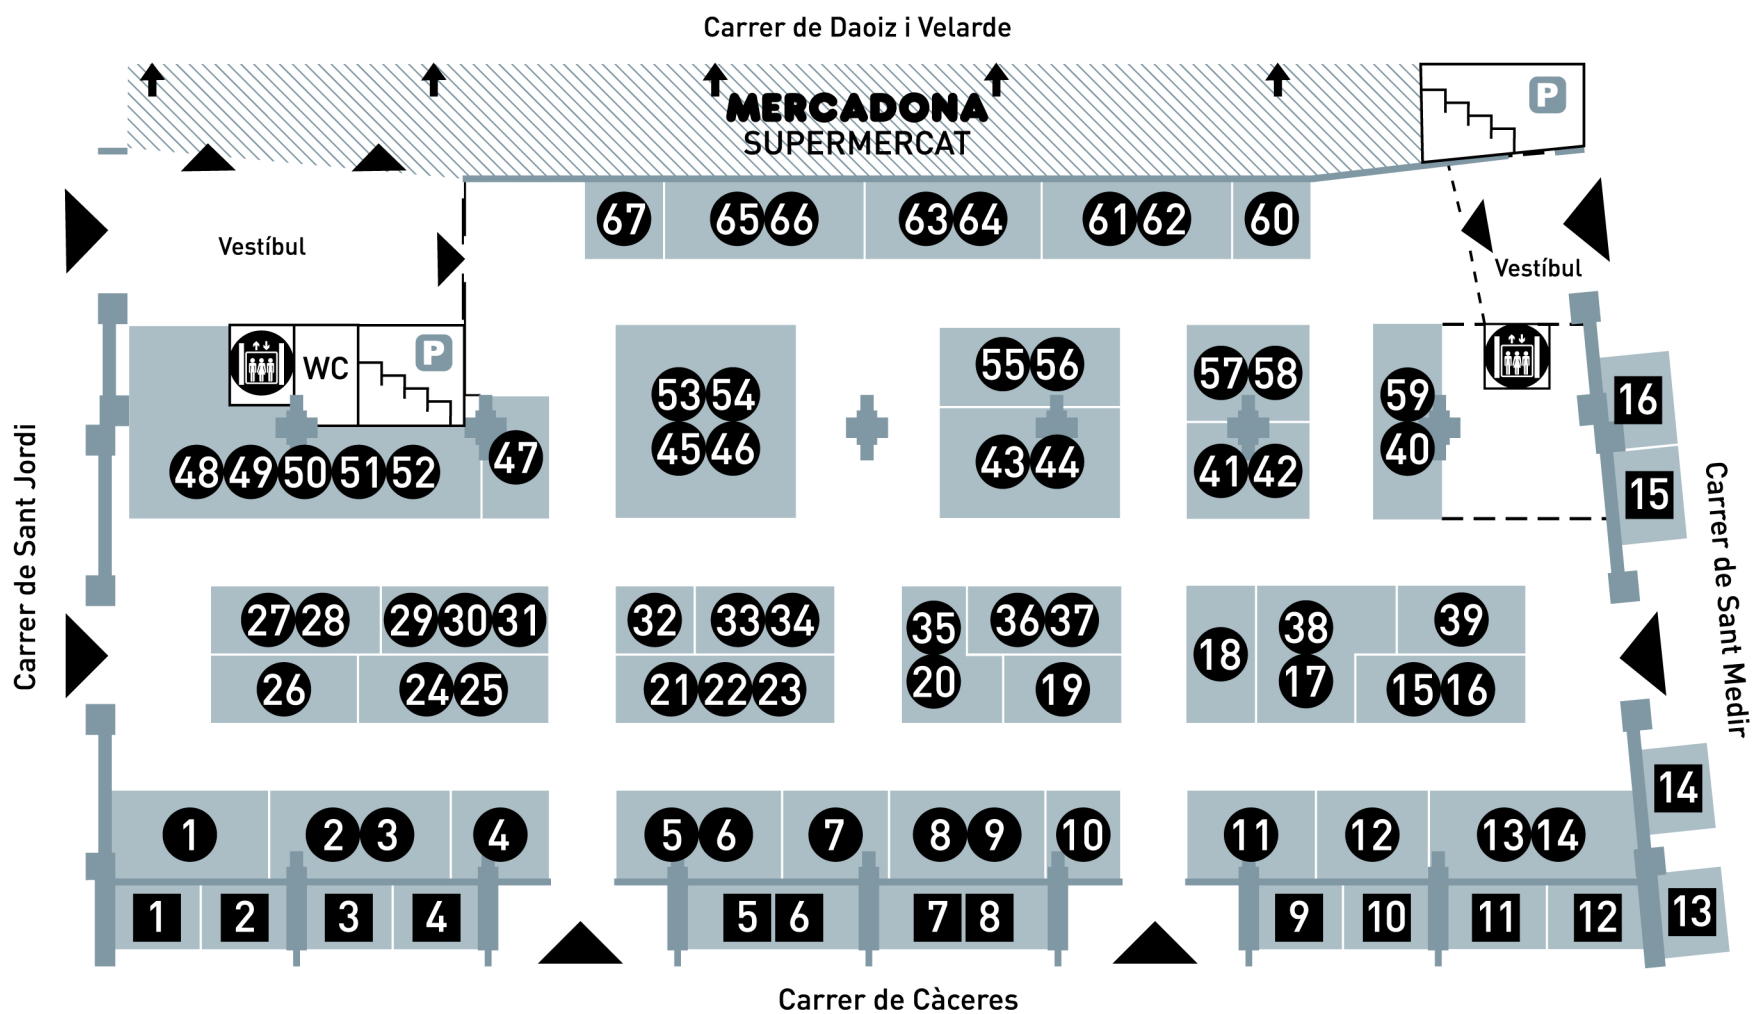 Carrer de Daoiz i Velarde
MERCADONA
SUPERMERCAT
P
67 65 66 63 64 61 62 60
Vestíbul
Vestíbul
WC
P
48 49 50 51 52
47
53 54
45 46
55 56
43 44
57 58
41 42
59
40
16
15
Carrer de Sant Jordi
Carrer de Sant Medir
27 28 29 30 31
26 24 25
32 33 34
21 22 23
35 36 37
20 19
18
38 39
17 15 16
14
13
1 2 3 4
5 6 7 8 9 10
11 12 13 14
1 2 3 4
5 6 7 8
9 10 11 12
Carrer de Càceres